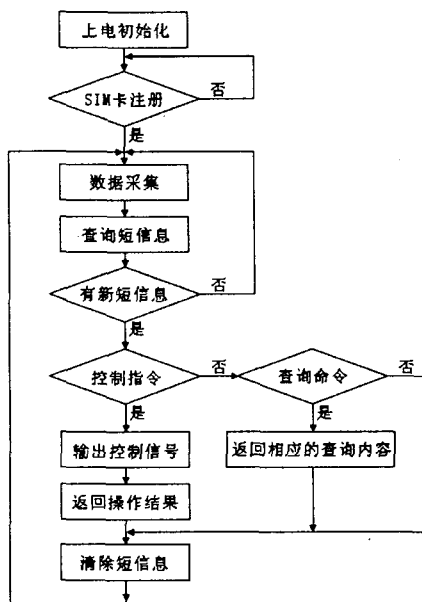 上电初始化
SIM卡注册
否
是
数据采集
查询短信息
有新短信息
否
是
控制指令
否
查询命令
否
是
是
输出控制信号
返回相应的查询内容
返回操作结果
清除短信息